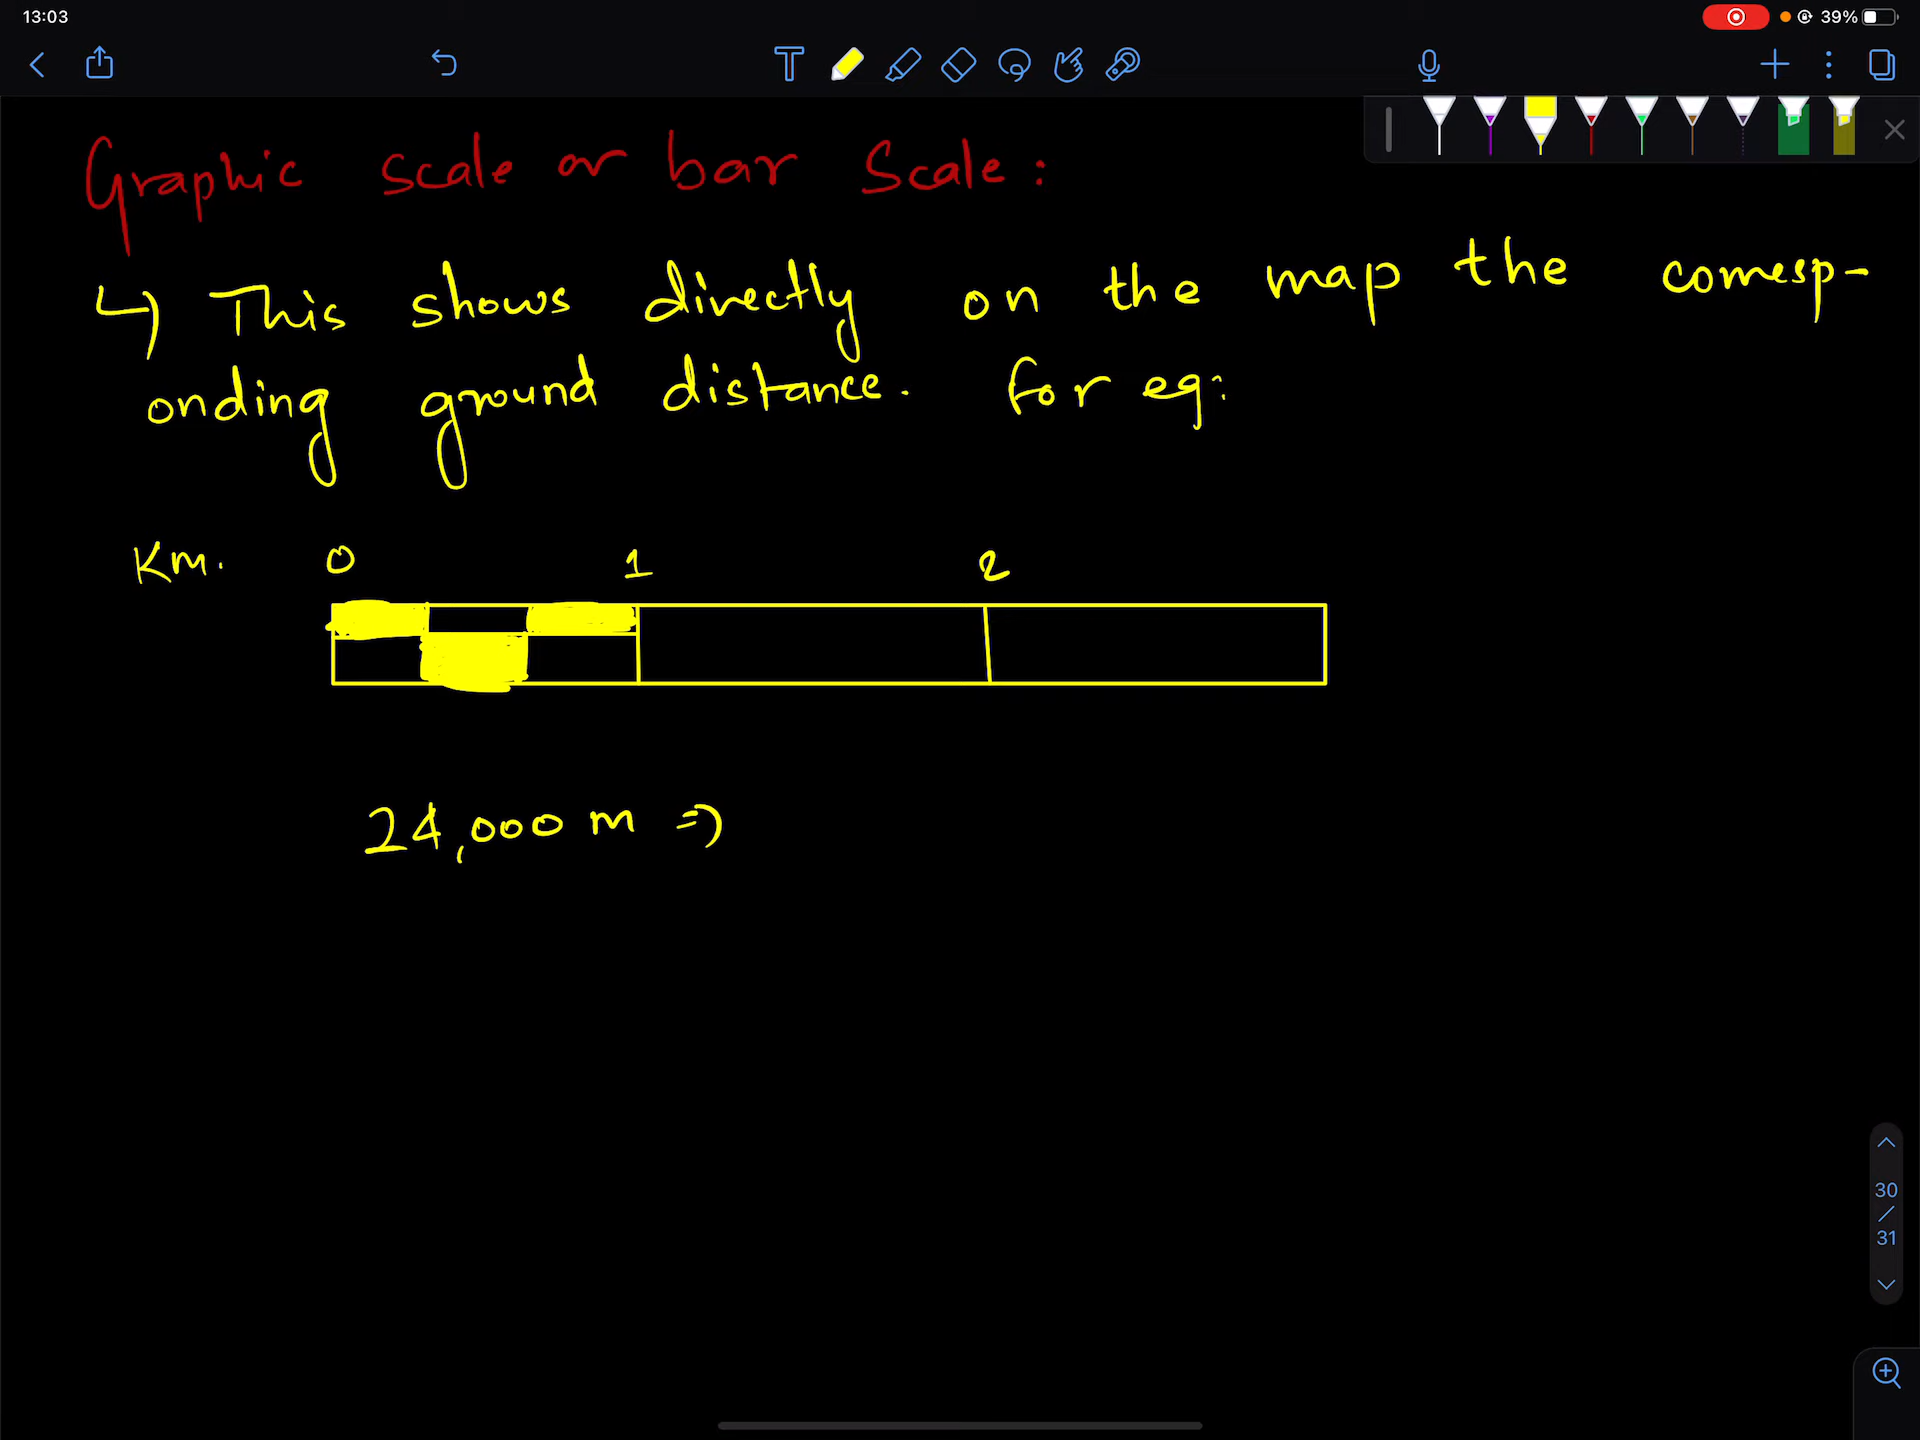 13:03
39%
Graphic scale or bar Scale:
↳ This shows directly on the map the corresp-
onding ground distance. For eg:
Km. 0 1 2
24,000 m =>
30
/
31